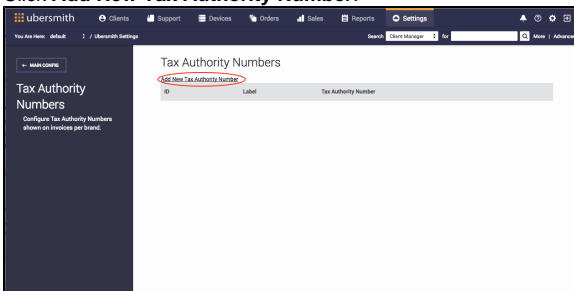 Click Add New Tax Authority Number.
ubersmith Clients Support Devices Orders Sales Reports Settings
You Are Here: default / Ubersmith Settings Search Client Manager for More | Advanced
← MAIN CONFIG
Tax Authority Numbers
Add New Tax Authority Number
ID Label Tax Authority Number
Tax Authority
Numbers
Configure Tax Authority Numbers
shown on invoices per brand.